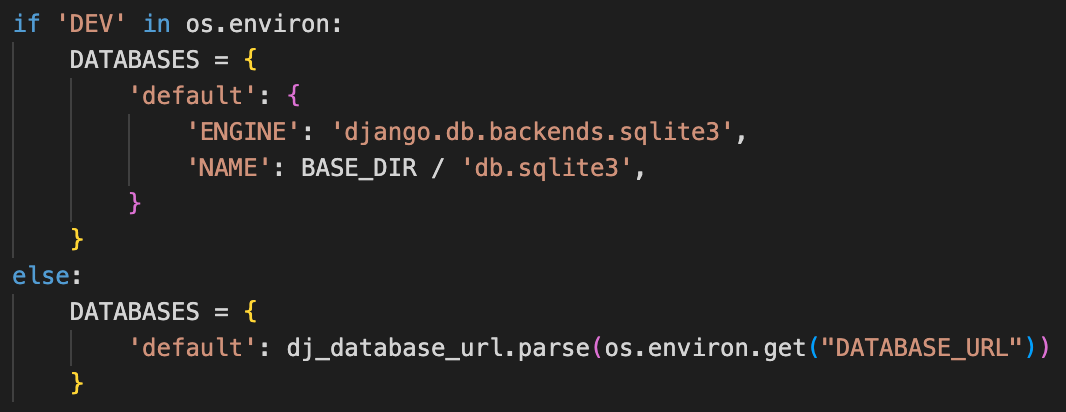 if 'DEV' in os.environ:
    DATABASES = {
        'default': {
            'ENGINE': 'django.db.backends.sqlite3',
            'NAME': BASE_DIR / 'db.sqlite3',
        }
    }
else:
    DATABASES = {
        'default': dj_database_url.parse(os.environ.get("DATABASE_URL"))
    }